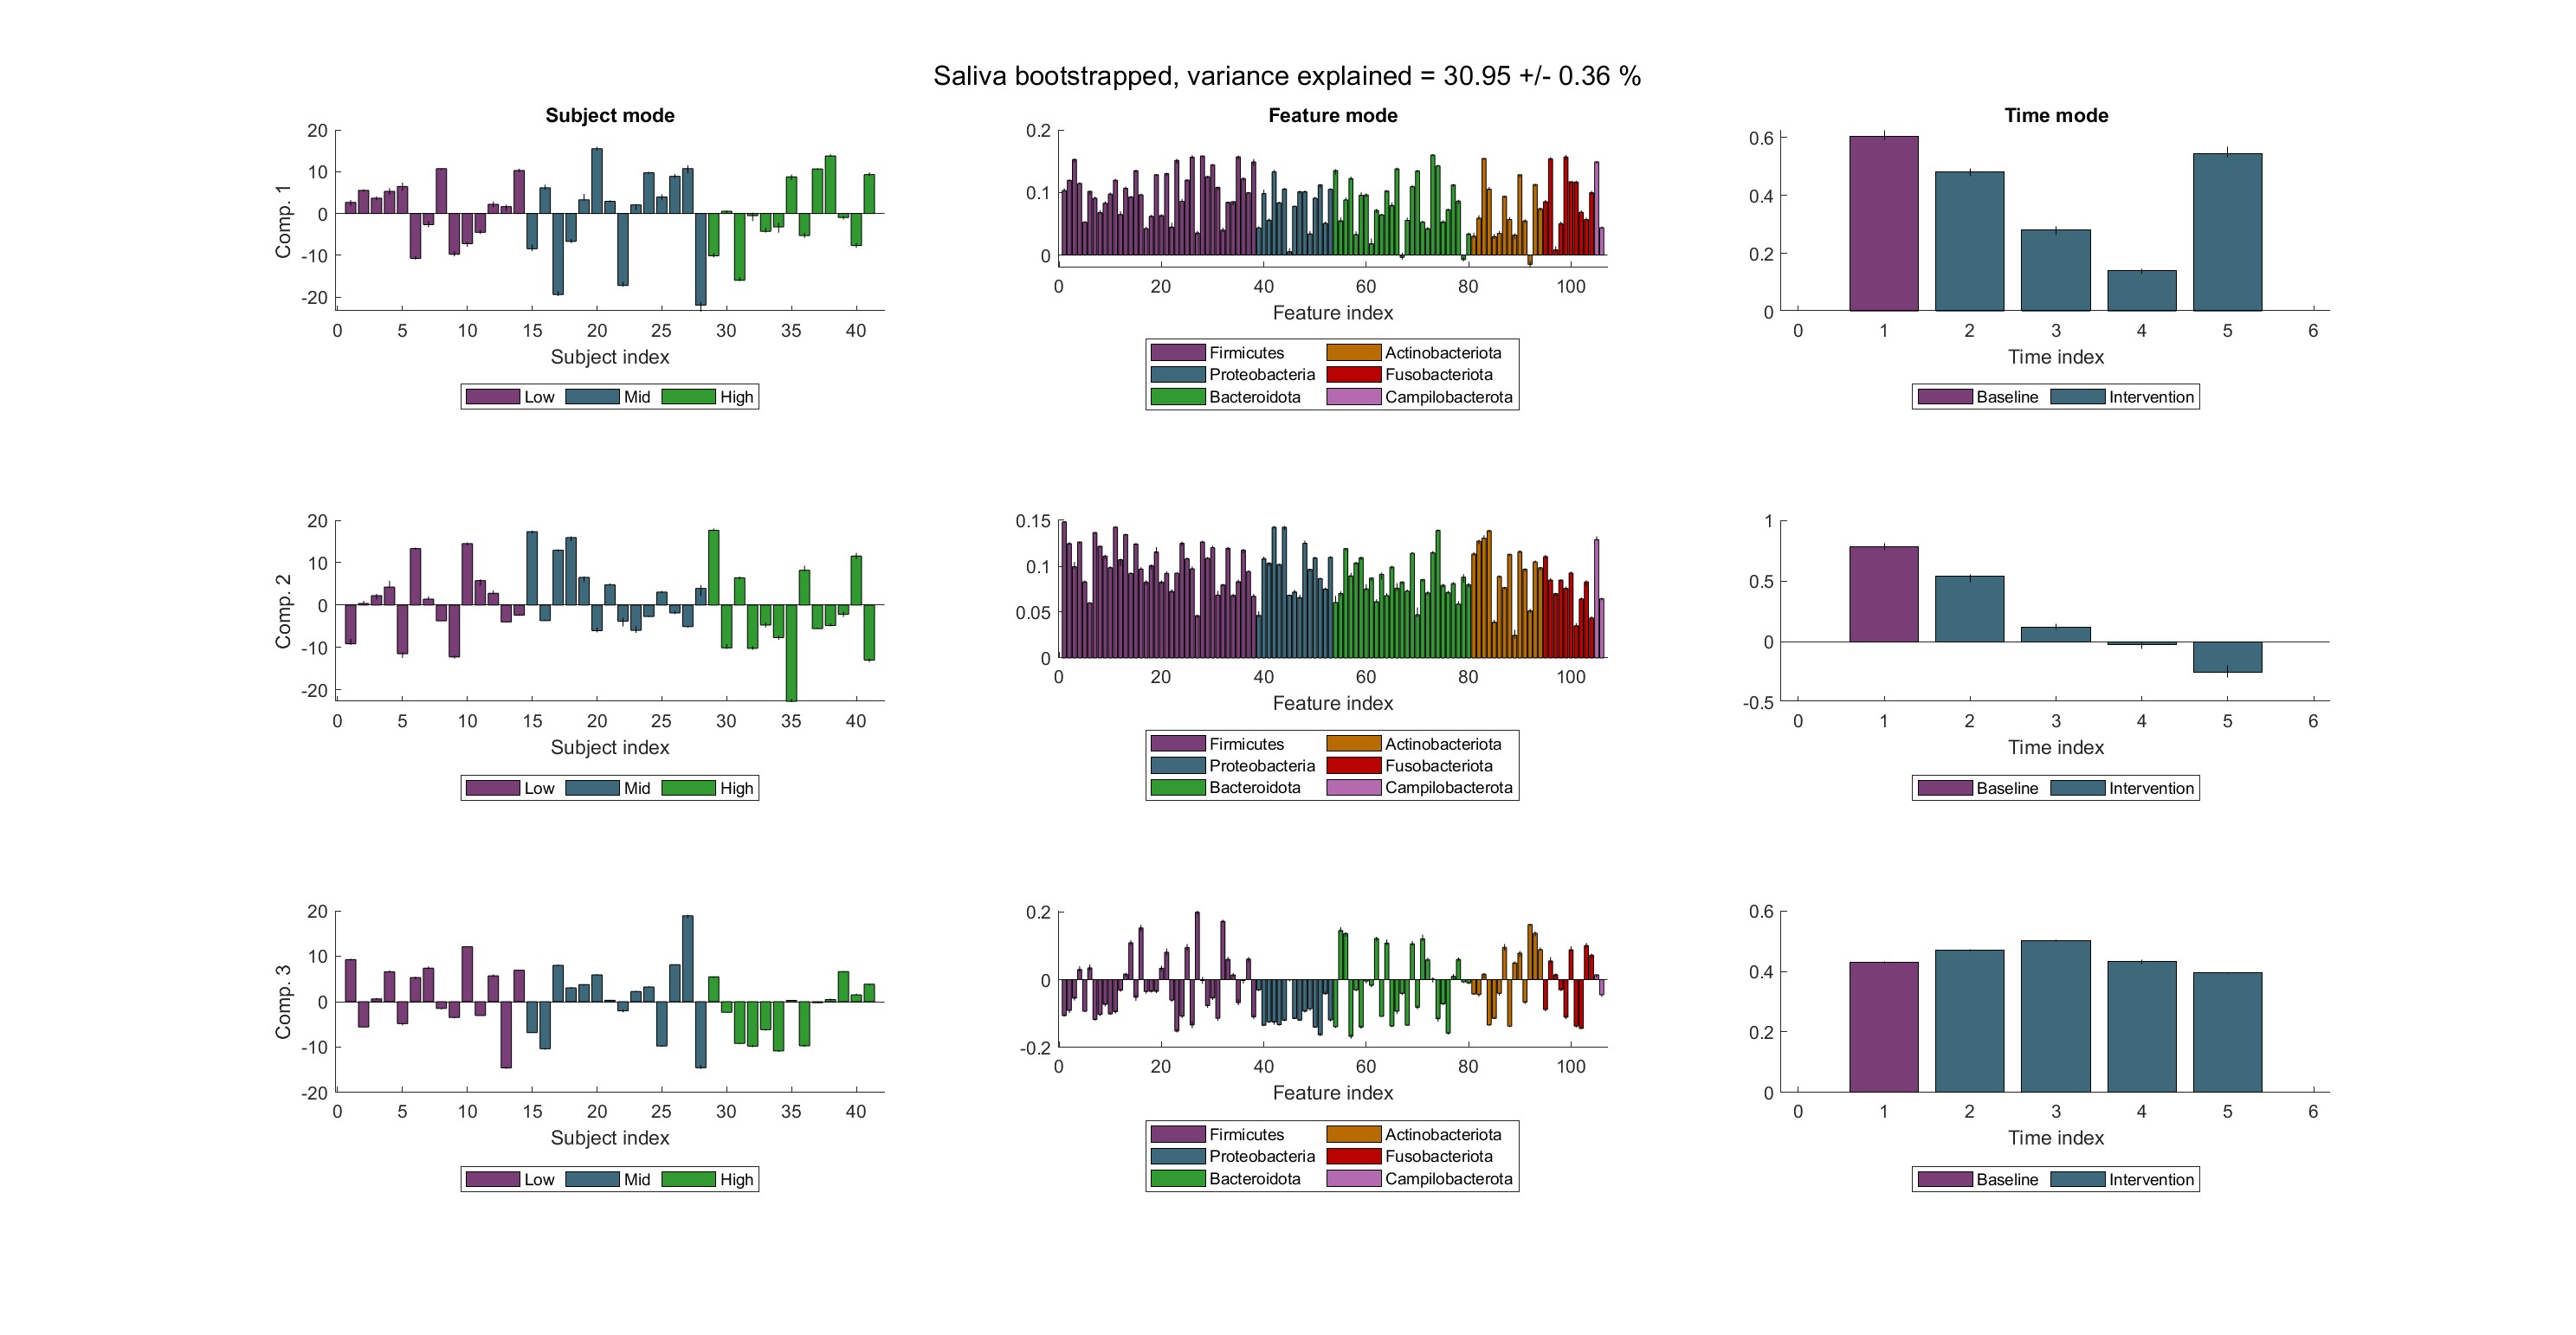 Saliva bootstrapped, variance explained = 30.95 +/- 0.36 %
Subject mode
Feature mode
Time mode
Comp. 1
20
10
0
-10
-20
0 5 10 15 20 25 30 35 40
Subject index
Low Mid High
0.2
0.1
0
0 20 40 60 80 100
Feature index
Firmicutes Actinobacteriota
Proteobacteria Fusobacteriota
Bacteroidota Campilobacterota
0.6
0.4
0.2
0
0 1 2 3 4 5 6
Time index
Baseline Intervention
Comp. 2
20
10
0
-10
-20
0 5 10 15 20 25 30 35 40
Subject index
Low Mid High
0.15
0.1
0.05
0
0 20 40 60 80 100
Feature index
Firmicutes Actinobacteriota
Proteobacteria Fusobacteriota
Bacteroidota Campilobacterota
1
0.5
0
-0.5
0 1 2 3 4 5 6
Time index
Baseline Intervention
Comp. 3
20
10
0
-10
-20
0 5 10 15 20 25 30 35 40
Subject index
Low Mid High
0.2
0
-0.2
0 20 40 60 80 100
Feature index
Firmicutes Actinobacteriota
Proteobacteria Fusobacteriota
Bacteroidota Campilobacterota
0.6
0.4
0.2
0
0 1 2 3 4 5 6
Time index
Baseline Intervention